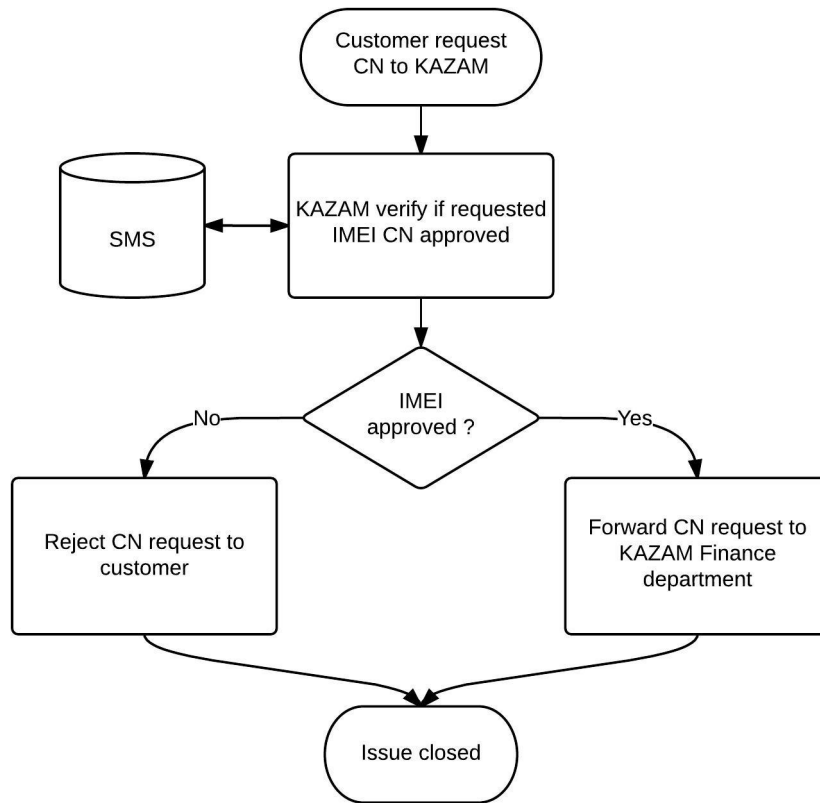 Customer request
CN to KAZAM
KAZAM verify if requested
IMEI CN approved
SMS
IMEI
approved ?
No
Yes
Reject CN request to
customer
Forward CN request to
KAZAM Finance
department
Issue closed